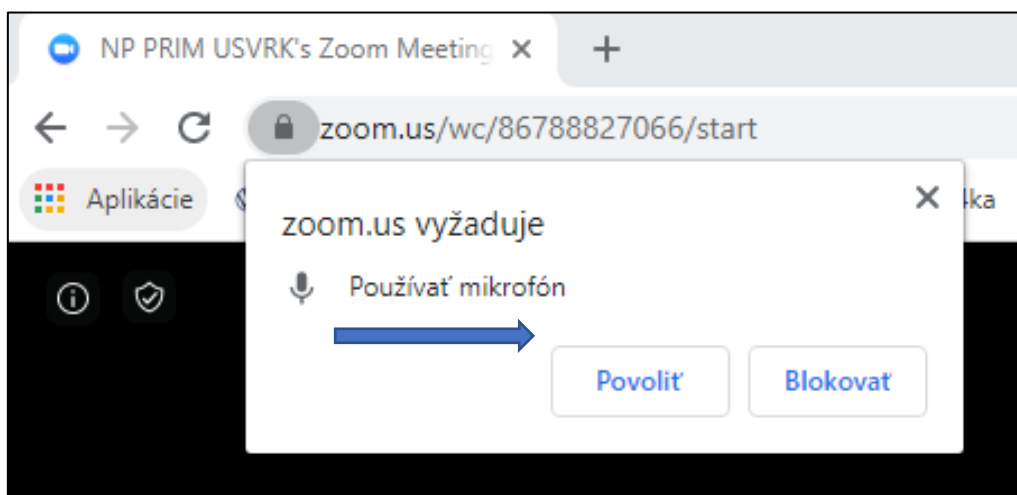 NP PRIM USVRK's Zoom Meeting
zoom.us/wc/86788827066/start
Aplikácie
zoom.us vyžaduje
Používať mikrofón
Povoliť Blokovať